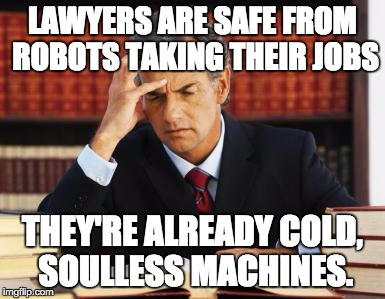 LAWYERS ARE SAFE FROM
ROBOTS TAKING THEIR JOBS
THEY'RE ALREADY COLD,
SOULLESS MACHINES.
imgflip.com